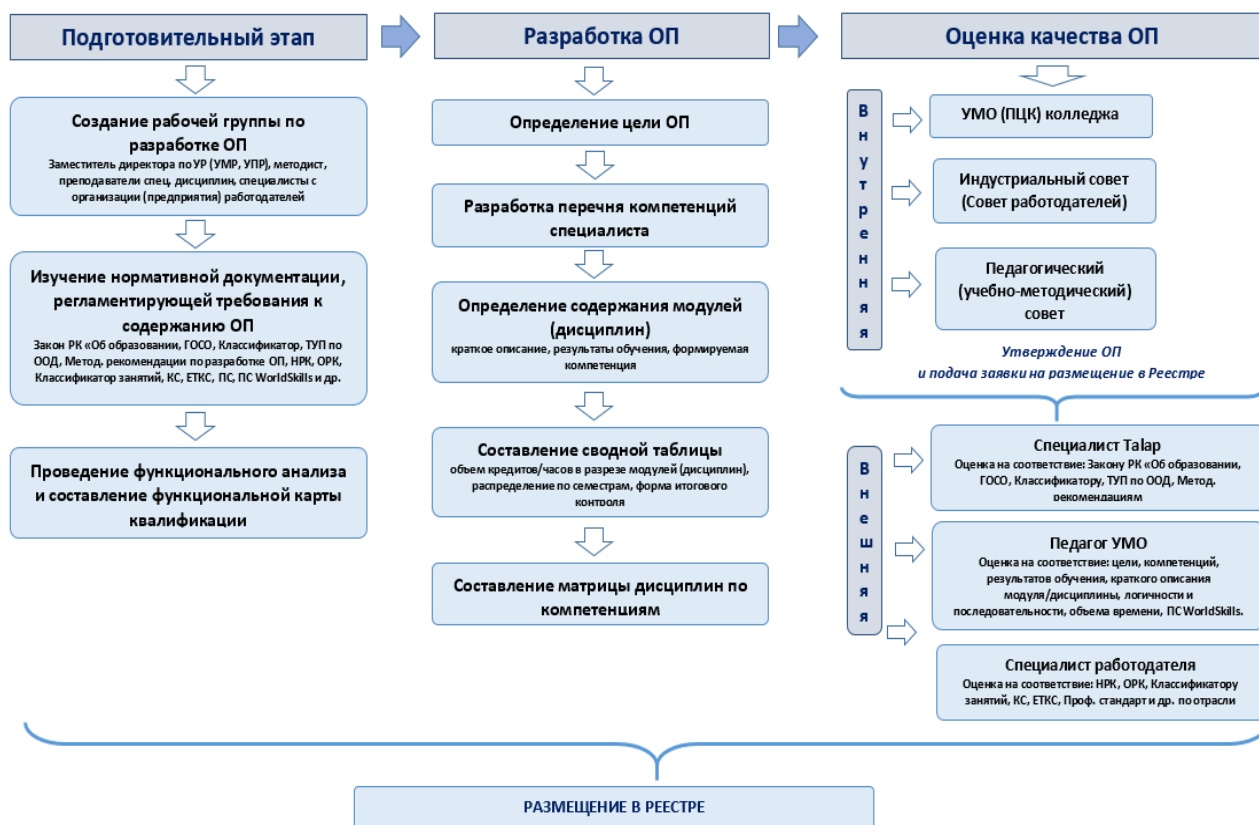 Подготовительный этап
Создание рабочей группы по
разработке ОП
Заместитель директора по УР (УМР, УПР), методист,
преподаватели спец. дисциплин, специалисты с
организации (предприятия) работодателей
Изучение нормативной документации,
регламентирующей требования к
содержанию ОП
Закон РК «Об образовании, ГОСО, Классификатор, ТУП по
ООД, Метод. рекомендации по разработке ОП, НРК, ОРК,
Классификатор занятий, КС, ЕТКС, ПС, ПС WorldSkills и др.
Проведение функционального анализа
и составление функциональной карты
квалификации
Разработка ОП
Определение цели ОП
Разработка перечня компетенций
специалиста
Определение содержания модулей
(дисциплин)
краткое описание, результаты обучения, формируемая
компетенция
Составление сводной таблицы
объем кредитов/часов в разрезе модулей (дисциплин),
распределение по семестрам, форма итогового
контроля
Составление матрицы дисциплин по
компетенциям
Оценка качества ОП
Внутренняя
УМО (ПЦК) колледжа
Индустриальный совет
(Совет работодателей)
Педагогический
(учебно-методический)
совет
Утверждение ОП
и подача заявки на размещение в Реестре
Внешняя
Специалист Talap
Оценка на соответствие: Закону РК «Об образовании,
ГОСО, Классификатору, ТУП по ООД, Метод.
рекомендациям
Педагог УМО
Оценка на соответствие: цели, компетенций,
результатов обучения, краткого описания
модуля/дисциплины, логичности и
последовательности, объема времени, ПС WorldSkills.
Специалист работодателя
Оценка на соответствие: НРК, ОРК, Классификатору
занятий, КС, ЕТКС, Проф. стандарт и др. по отрасли
РАЗМЕЩЕНИЕ В РЕЕСТРЕ